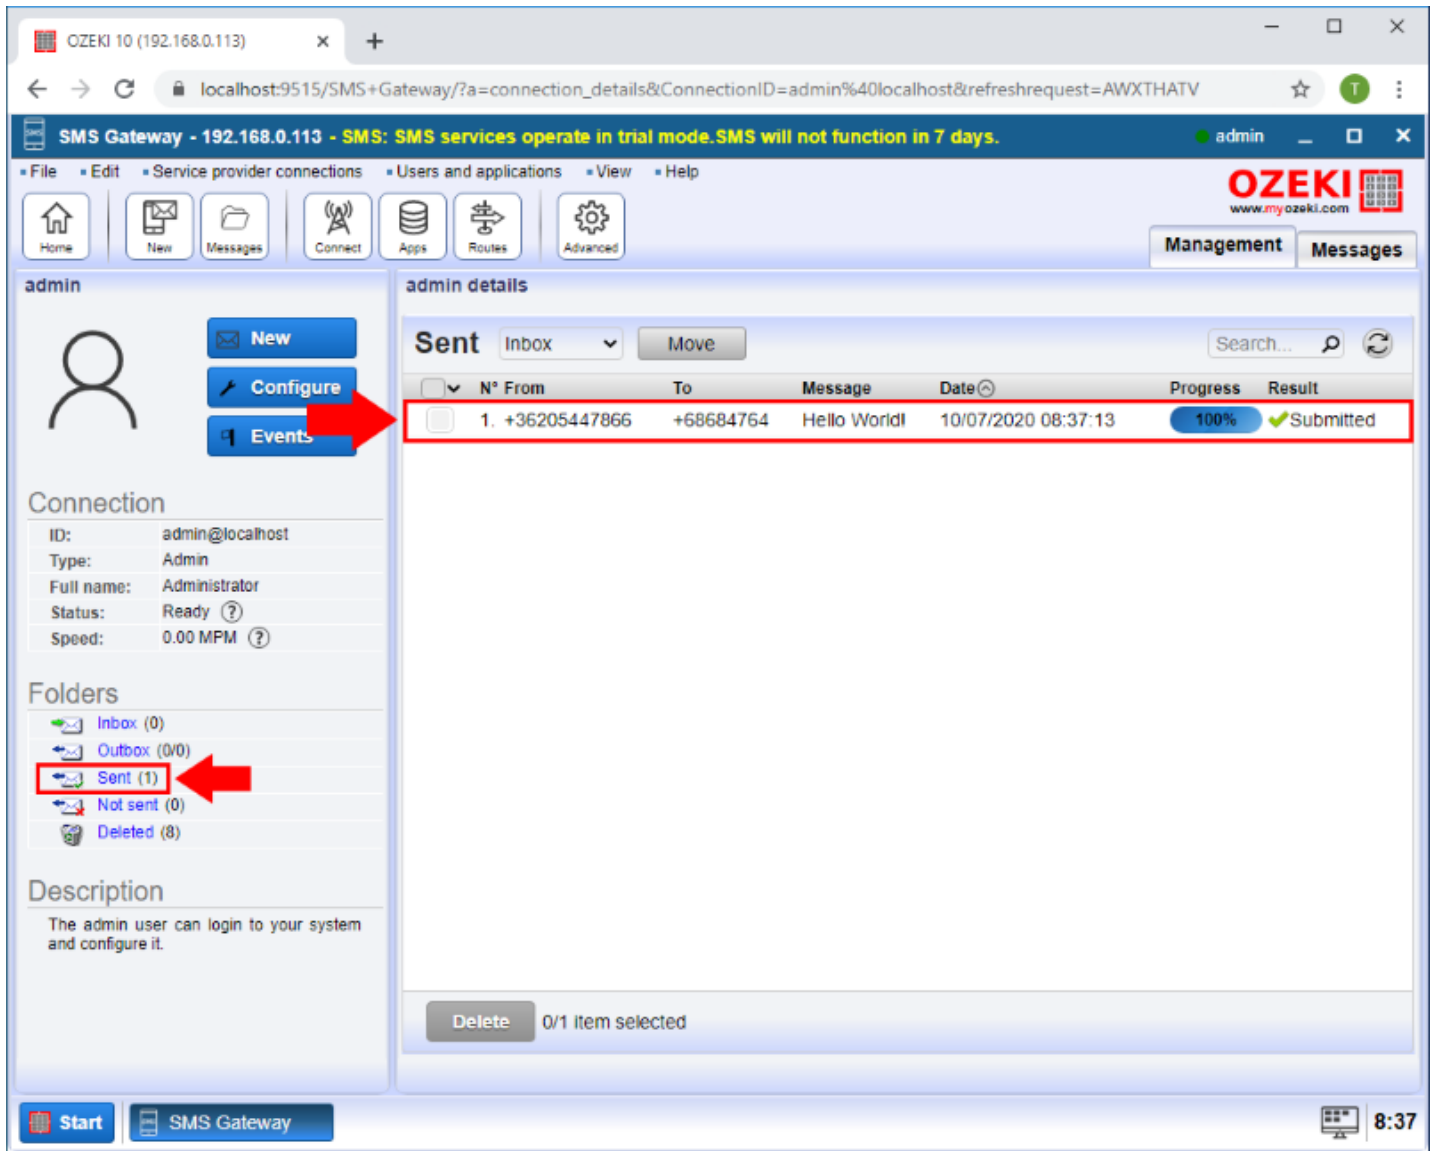 OZEKI 10 (192.168.0.113)
localhost:9515/SMS+Gateway/?a=connection_details&ConnectionID=admin%40localhost&refreshrequest=AWXTHATV
T
SMS Gateway - 192.168.0.113 - SMS: SMS services operate in trial mode.SMS will not function in 7 days.
admin
File Edit Service provider connections Users and applications View Help
OZEKI
www.myozeki.com
Home New Messages Connect Apps Routes Advanced
Management Messages
admin
New
Configure
Events
Connection
ID: admin@localhost
Type: Admin
Full name: Administrator
Status: Ready ?
Speed: 0.00 MPM ?
Folders
Inbox (0)
Outbox (0/0)
Sent (1)
Not sent (0)
Deleted (8)
Description
The admin user can login to your system
and configure it.
admin details
Sent Inbox Move Search...
N° From To Message Date Progress Result
1. +36205447866 +68684764 Hello World! 10/07/2020 08:37:13 100% Submitted
Delete 0/1 item selected
Start SMS Gateway 8:37